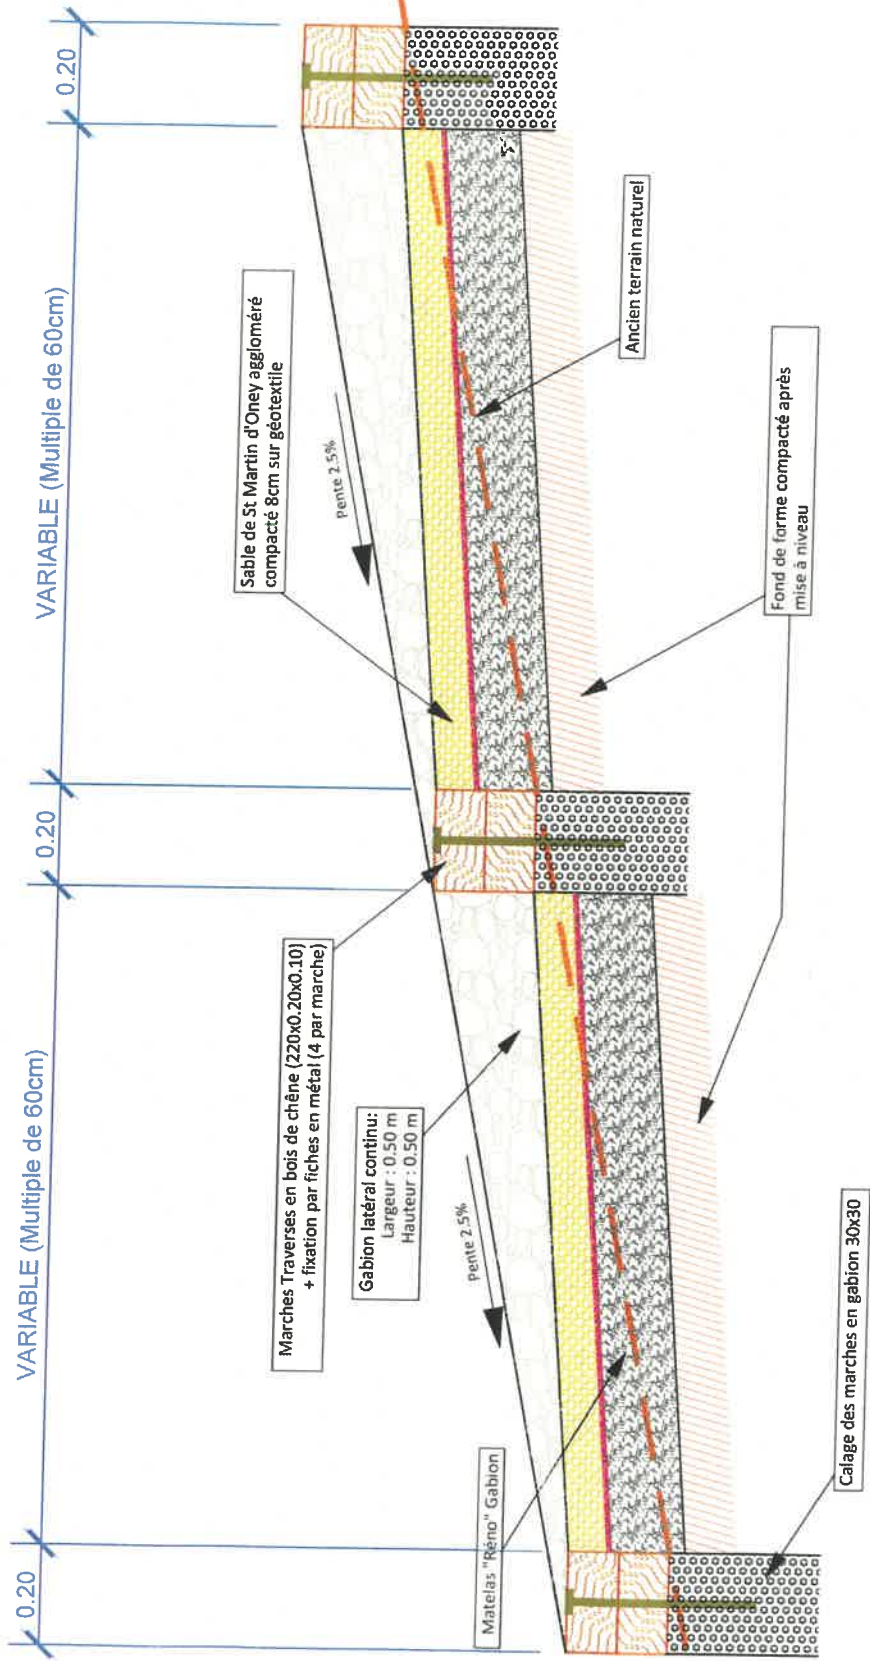 0.20
VARIABLE (Multiple de 60cm)
0.20
VARIABLE (Multiple de 60cm)
0.20
Marches Traverses en bois de chêne (220x0.20x0.10)
+ fixation par fiches en métal (4 par marche)
Gabion latéral continu:
Largeur : 0.50 m
Hauteur : 0.50 m
Sable de St Martin d'Oney aggloméré
compacté 8cm sur géotextile
Pente 2.5%
Pente 2.5%
Matelas "Réno" Gabion
Ancien terrain naturel
Fond de forme compacté après
mise à niveau
Calage des marches en gabion 30x30